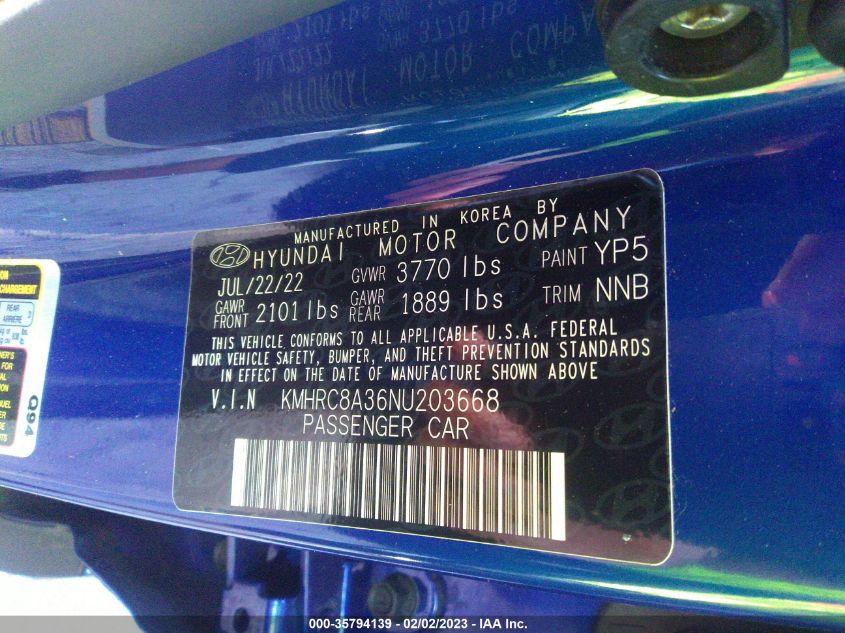 MANUFACTURED IN KOREA BY
HYUNDAI MOTOR COMPANY
JUL/22/22 GVWR 3770 lbs PAINT YP5
GAWR FRONT 2101 lbs GAWR REAR 1889 lbs TRIM NNB
THIS VEHICLE CONFORMS TO ALL APPLICABLE U.S.A. FEDERAL
MOTOR VEHICLE SAFETY, BUMPER, AND THEFT PREVENTION STANDARDS
IN EFFECT ON THE DATE OF MANUFACTURE SHOWN ABOVE
V.I.N KMHRC8A36NU203668
PASSENGER CAR
REAR
ARRIÈRE
Q94
000-35794139 - 02/02/2023 - IAA Inc.